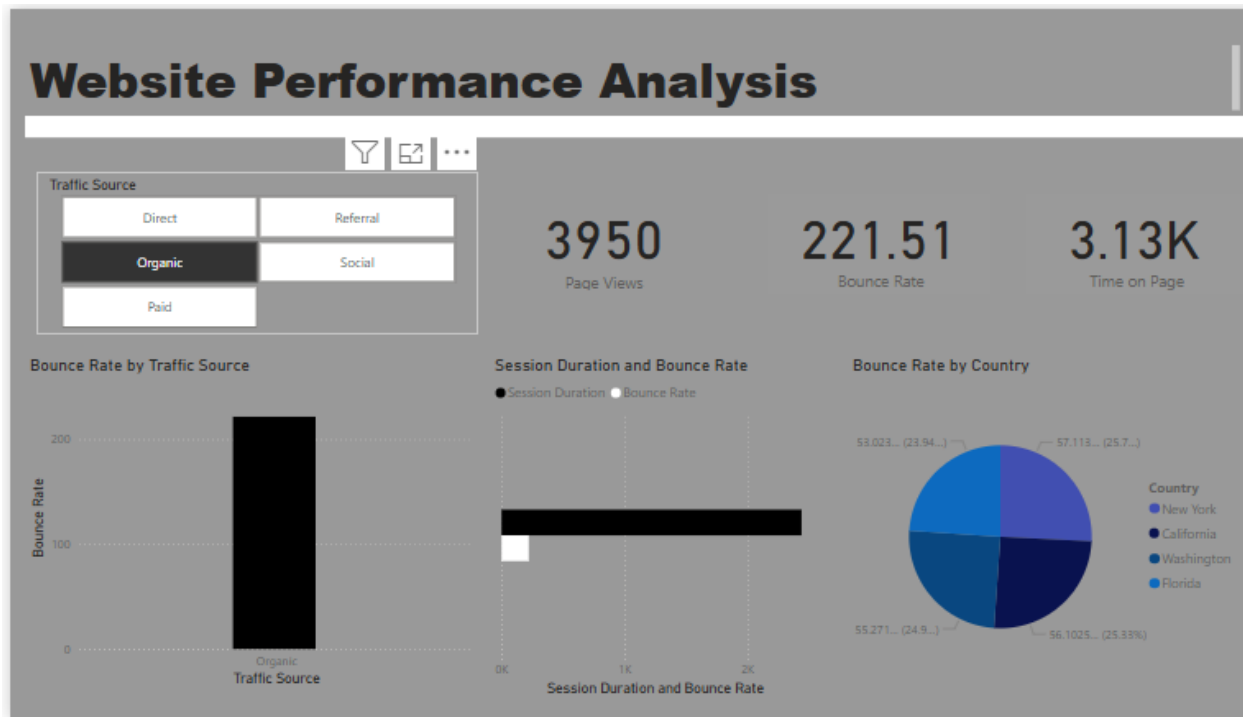 Website Performance Analysis
Traffic Source
Direct
Referral
Organic
Social
Paid
3950
Page Views
221.51
Bounce Rate
3.13K
Time on Page
Bounce Rate by Traffic Source
200
100
0
Bounce Rate
Organic
Traffic Source
Session Duration and Bounce Rate
Session Duration
Bounce Rate
0K
1K
2K
Session Duration and Bounce Rate
Bounce Rate by Country
53.023... (23.94...)
57.113... (25.7...)
55.271... (24.9...)
56.1025... (25.33%)
Country
New York
California
Washington
Florida